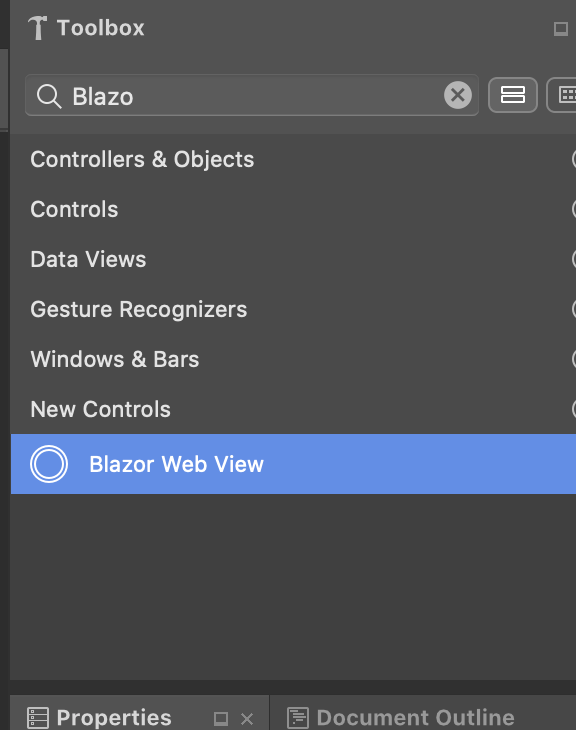 Toolbox
Blazo
Controllers & Objects
Controls
Data Views
Gesture Recognizers
Windows & Bars
New Controls
Blazor Web View
Properties
Document Outline